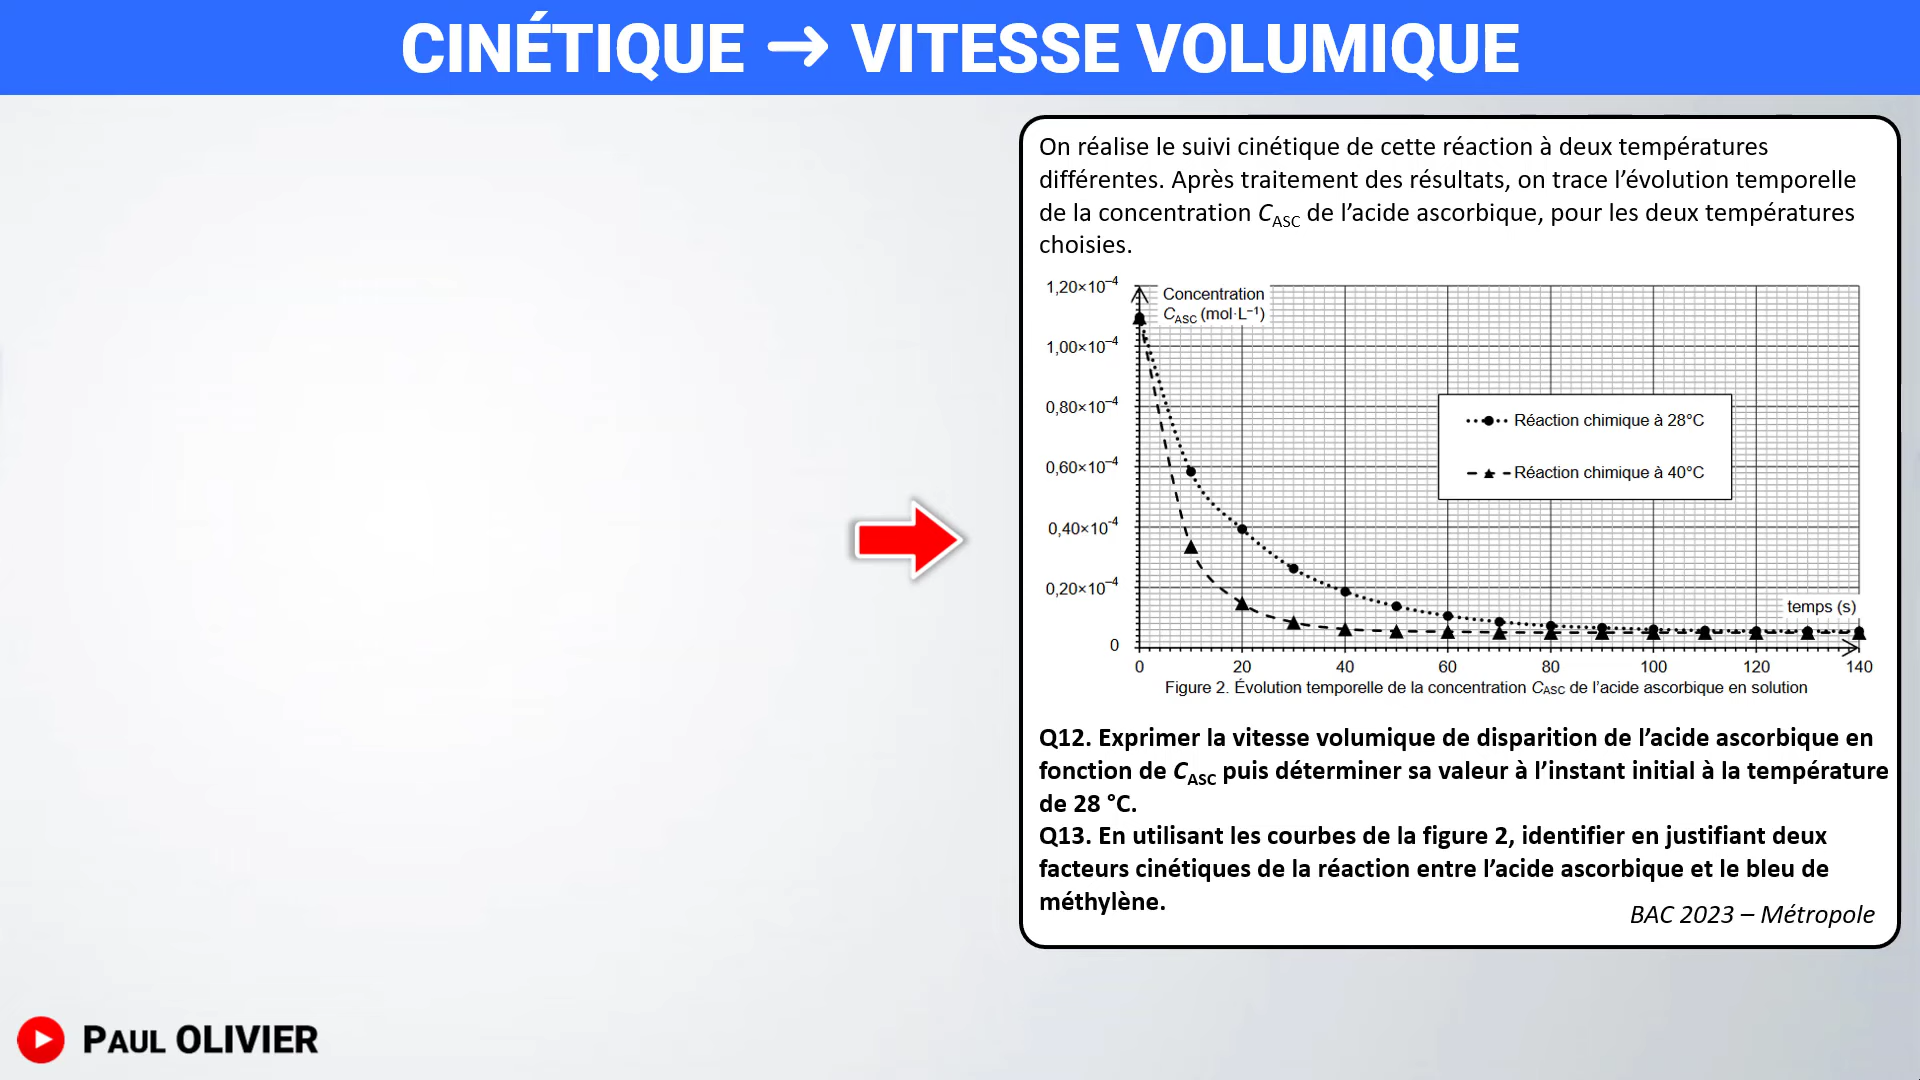 CINÉTIQUE → VITESSE VOLUMIQUE
On réalise le suivi cinétique de cette réaction à deux températures
différentes. Après traitement des résultats, on trace l’évolution temporelle
de la concentration CASC de l’acide ascorbique, pour les deux températures
choisies.
1,20×10⁻⁴
Concentration
CASC (mol·L⁻¹)
1,00×10⁻⁴
0,80×10⁻⁴
Réaction chimique à 28°C
0,60×10⁻⁴
Réaction chimique à 40°C
0,40×10⁻⁴
0,20×10⁻⁴
temps (s)
0
0 20 40 60 80 100 120 140
Figure 2. Évolution temporelle de la concentration CASC de l’acide ascorbique en solution
Q12. Exprimer la vitesse volumique de disparition de l’acide ascorbique en
fonction de CASC puis déterminer sa valeur à l’instant initial à la température
de 28 °C.
Q13. En utilisant les courbes de la figure 2, identifier en justifiant deux
facteurs cinétiques de la réaction entre l’acide ascorbique et le bleu de
méthylène.
BAC 2023 – Métropole
PAUL OLIVIER